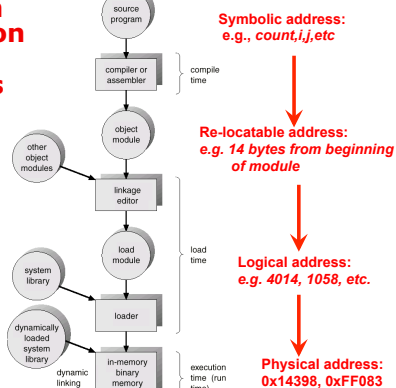 on
s
source
program
compiler or
assembler
compile
time
object
module
other
object
modules
linkage
editor
load
module
load
time
system
library
loader
dynamically
loaded
system
library
dynamic
linking
in-memory
binary
memory
execution
time (run
Symbolic address:
e.g., count,i,j,etc
Re-locatable address:
e.g. 14 bytes from beginning
of module
Logical address:
e.g. 4014, 1058, etc.
Physical address:
0x14398, 0xFF083